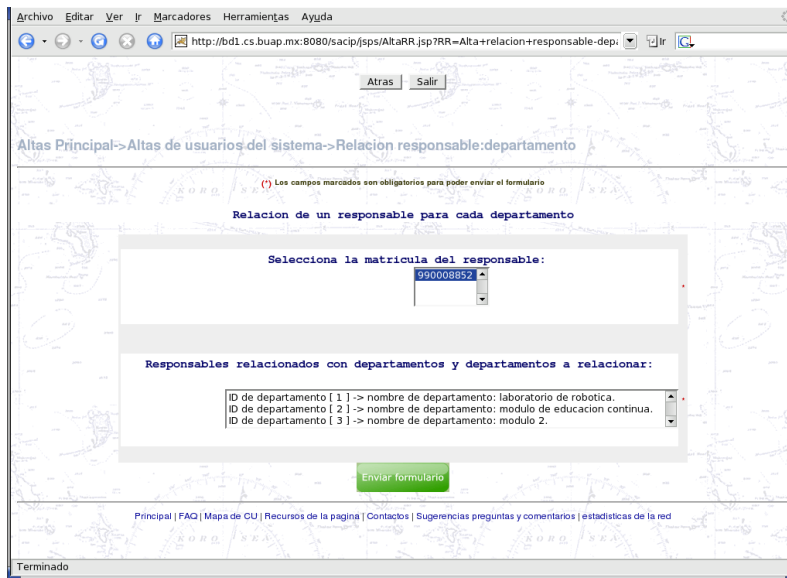 Archivo Editar Ver Ir Marcadores Herramientas Ayuda
http://bd1.cs.buap.mx:8080/sacip/jsps/AltaRR.jsp?RR=Alta+relacion+responsable-depa Ir
Atras Salir
Altas Principal->Altas de usuarios del sistema->Relacion responsable:departamento
(*) Los campos marcados son obligatorios para poder enviar el formulario
Relacion de un responsable para cada departamento
Selecciona la matricula del responsable:
990008852
*
Responsables relacionados con departamentos y departamentos a relacionar:
ID de departamento [ 1 ] -> nombre de departamento: laboratorio de robotica.
*
ID de departamento [ 2 ] -> nombre de departamento: modulo de educacion continua.
ID de departamento [ 3 ] -> nombre de departamento: modulo 2.
Enviar formulario
Principal | FAQ | Mapa de CU | Recursos de la pagina | Contactos | Sugerencias preguntas y comentarios | estadisticas de la red
Terminado